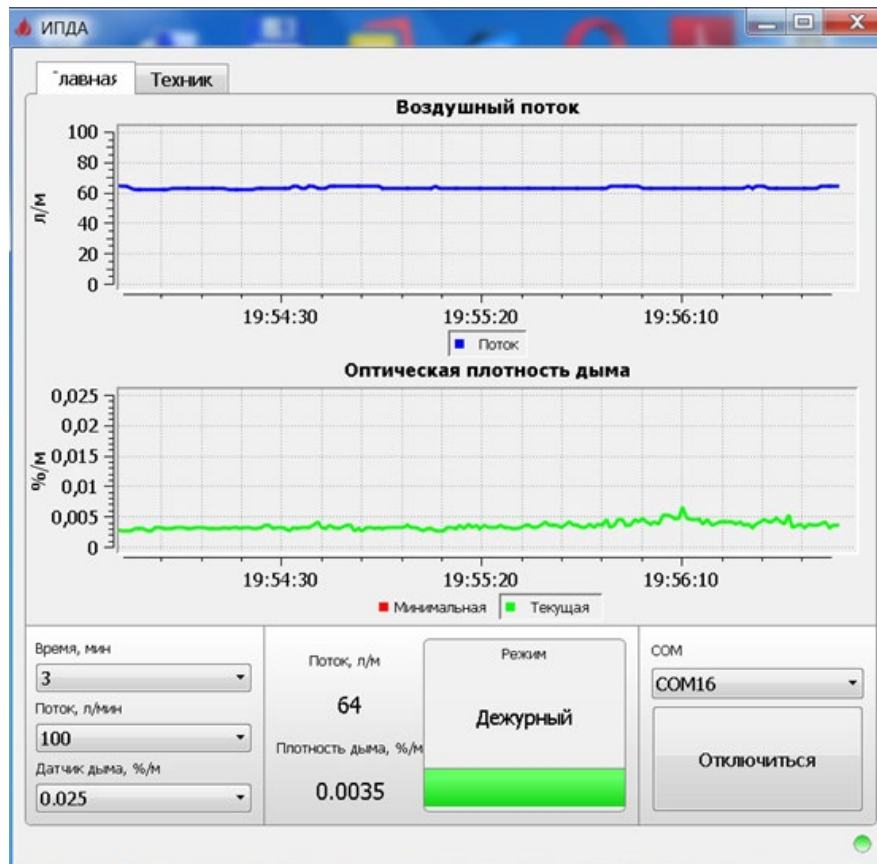 ИПДА
Главная Техник
Воздушный поток
100
80
60
40
20
0
л/м
19:54:30 19:55:20 19:56:10
Поток
Оптическая плотность дыма
0,025
0,02
0,015
0,01
0,005
0
%/м
19:54:30 19:55:20 19:56:10
Минимальная Текущая
Время, мин
3
Поток, л/мин
100
Датчик дыма, %/м
0.025
Поток, л/м
64
Плотность дыма, %/м
0.0035
Режим
Дежурный
COM
COM16
Отключиться